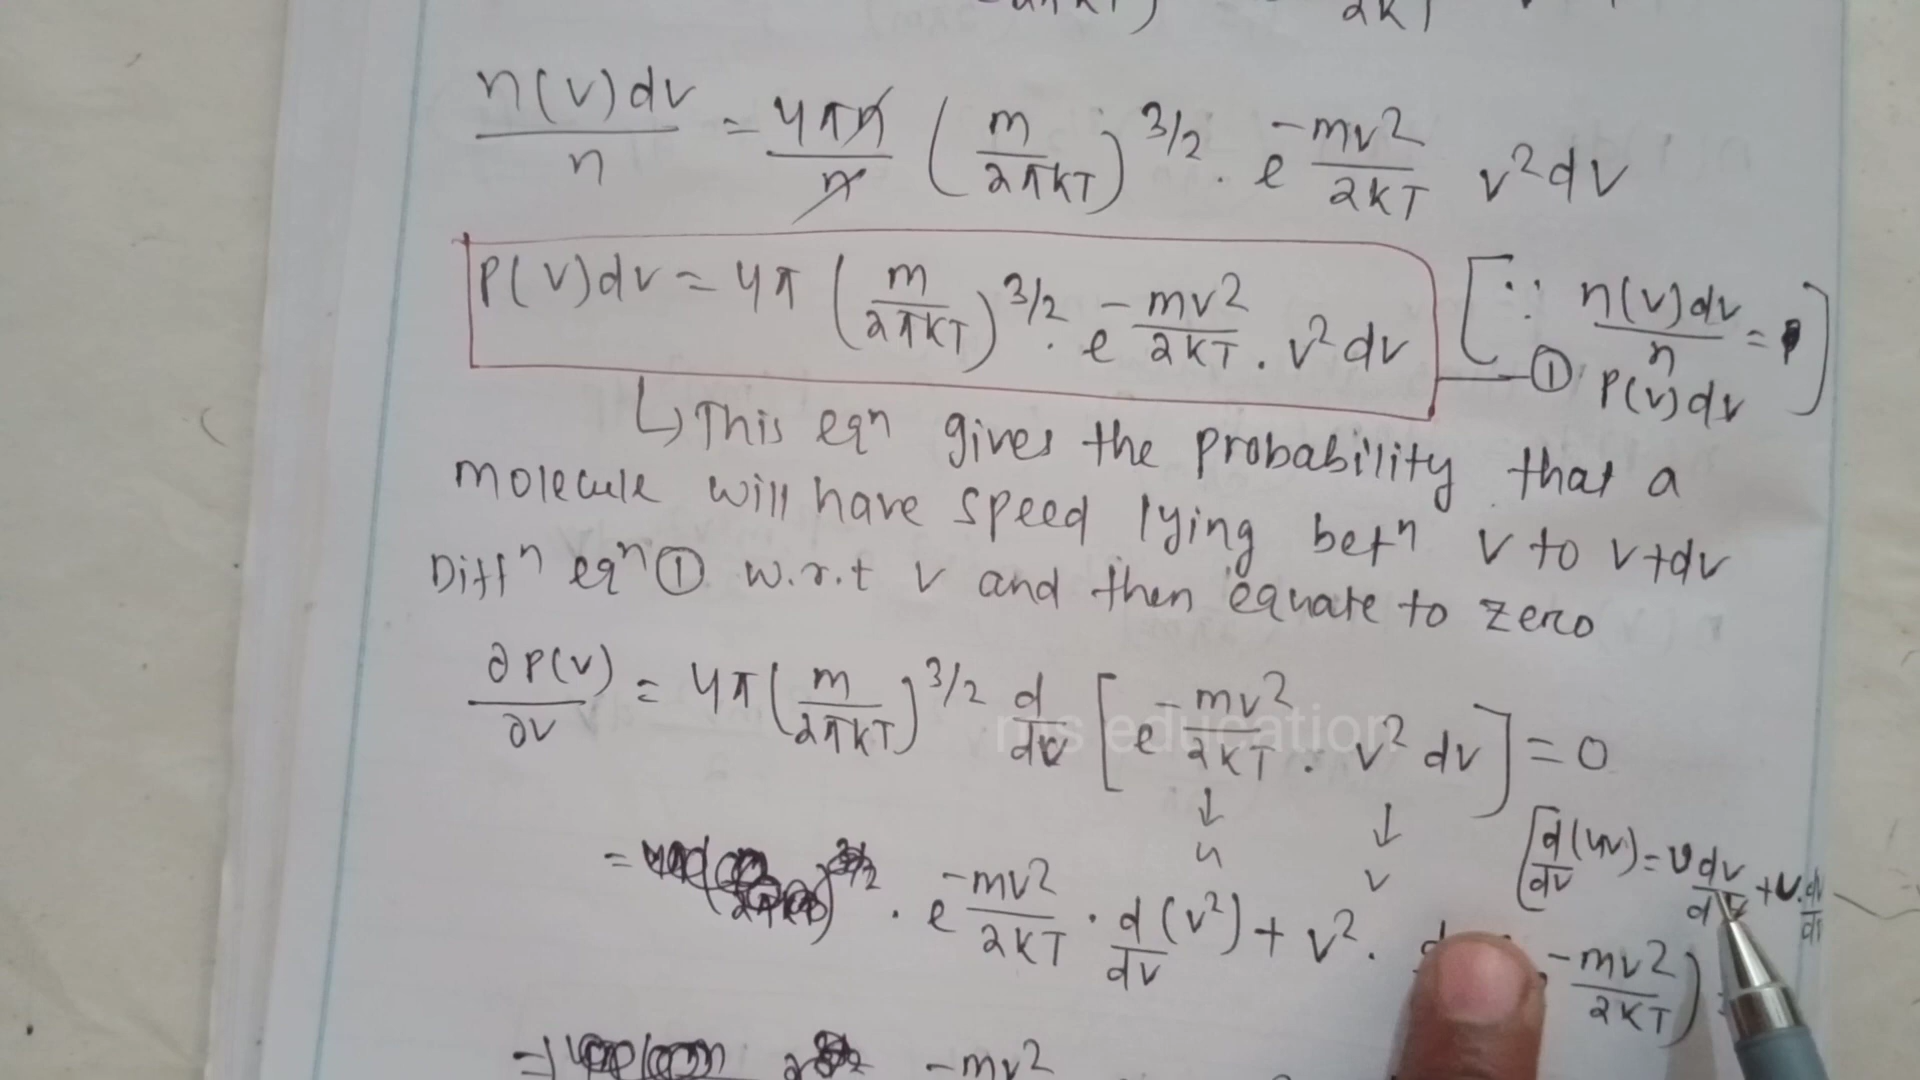 2KT
n(v)dv/n = 4πn/n (m/2πKT)^3/2 . e^-mv²/2KT v²dv
P(v)dv = 4π (m/2πKT)^3/2 . e^-mv²/2KT . v²dv — ① [∵ n(v)dv/n = P(v)dv]
↳ This eqⁿ gives the probability that a
molecule will have speed lying betⁿ v to v+dv
Diffⁿ eqⁿ ① w.r.t v and then equate to zero
∂P(v)/∂v = 4π (m/2πKT)^3/2 d/dv [e^-mv²/2KT . v² dv] = 0
↓ ↓
u v
[d/dv (uv) = u dv/dv + v.
= . e^-mv²/2KT . d/dv (v²) + v². -mv²/2KT) =
=) -mv²
ms education